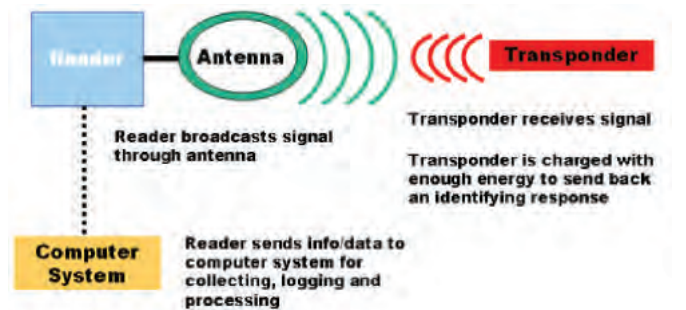 Reader
Antenna
Transponder
Reader broadcasts signal
through antenna
Transponder receives signal
Transponder is charged with
enough energy to send back
an identifying response
Computer
System
Reader sends info/data to
computer system for
collecting, logging and
processing